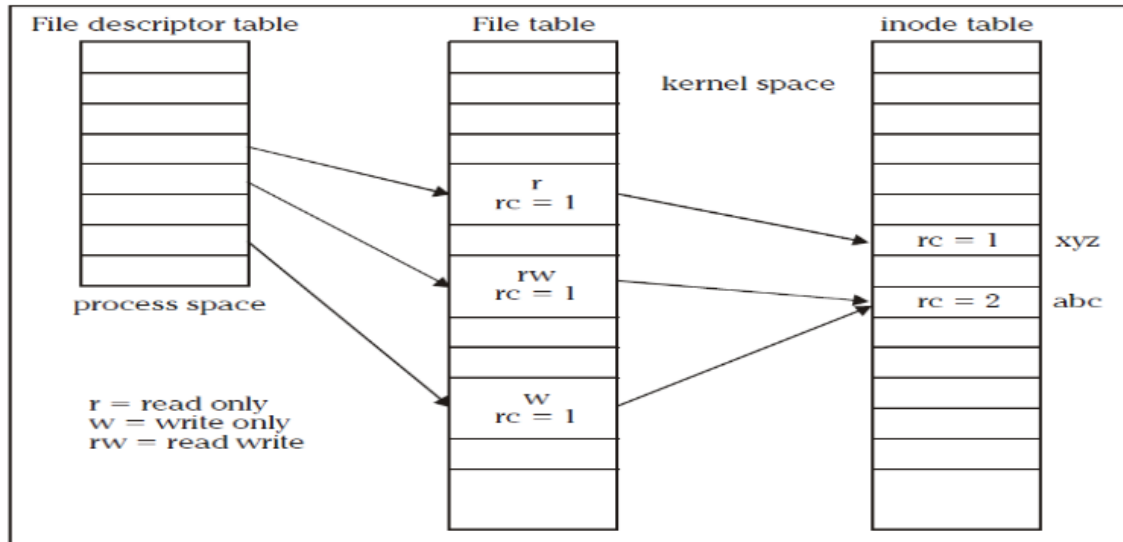 File descriptor table
File table
inode table
kernel space
r
rc = 1
rc = 1
xyz
rw
rc = 1
rc = 2
abc
process space
r = read only
w = write only
rw = read write
w
rc = 1